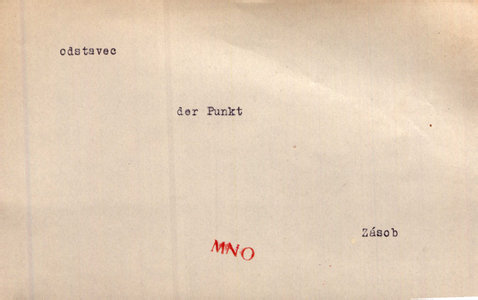 odstavec
der Punkt
Zásob
MNO